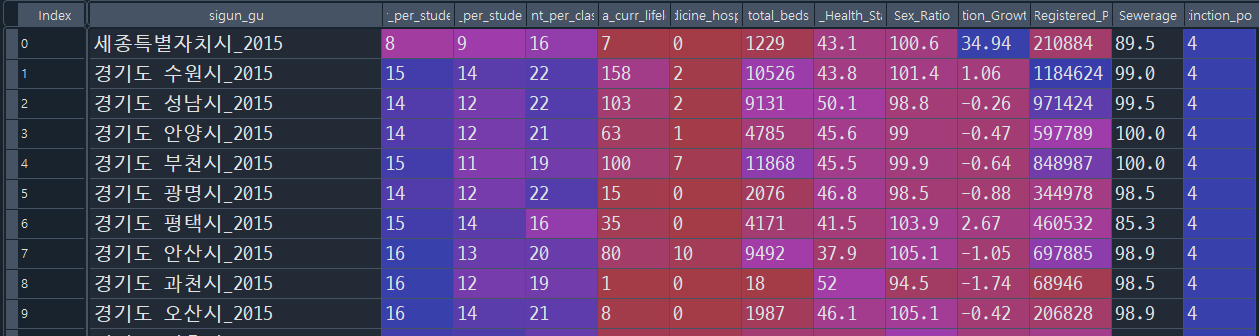 Index sigun_gu :_per_stude _per_stude nt_per_clas a_curr_lifel licine_hosp total_beds _Health_Sta Sex_Ratio tion_Growt Registered_P Sewerage tinction_po
0 세종특별자치시_2015 8 9 16 7 0 1229 43.1 100.6 34.94 210884 89.5 4
1 경기도 수원시_2015 15 14 22 158 2 10526 43.8 101.4 1.06 1184624 99.0 4
2 경기도 성남시_2015 14 12 22 103 2 9131 50.1 98.8 -0.26 971424 99.5 4
3 경기도 안양시_2015 14 12 21 63 1 4785 45.6 99 -0.47 597789 100.0 4
4 경기도 부천시_2015 15 11 19 100 7 11868 45.5 99.9 -0.64 848987 100.0 4
5 경기도 광명시_2015 14 12 22 15 0 2076 46.8 98.5 -0.88 344978 98.5 4
6 경기도 평택시_2015 15 14 16 35 0 4171 41.5 103.9 2.67 460532 85.3 4
7 경기도 안산시_2015 16 13 20 80 10 9492 37.9 105.1 -1.05 697885 98.9 4
8 경기도 과천시_2015 16 12 19 1 0 18 52 94.5 -1.74 68946 98.5 4
9 경기도 오산시_2015 16 14 21 8 0 1987 46.1 105.1 -0.42 206828 98.9 4